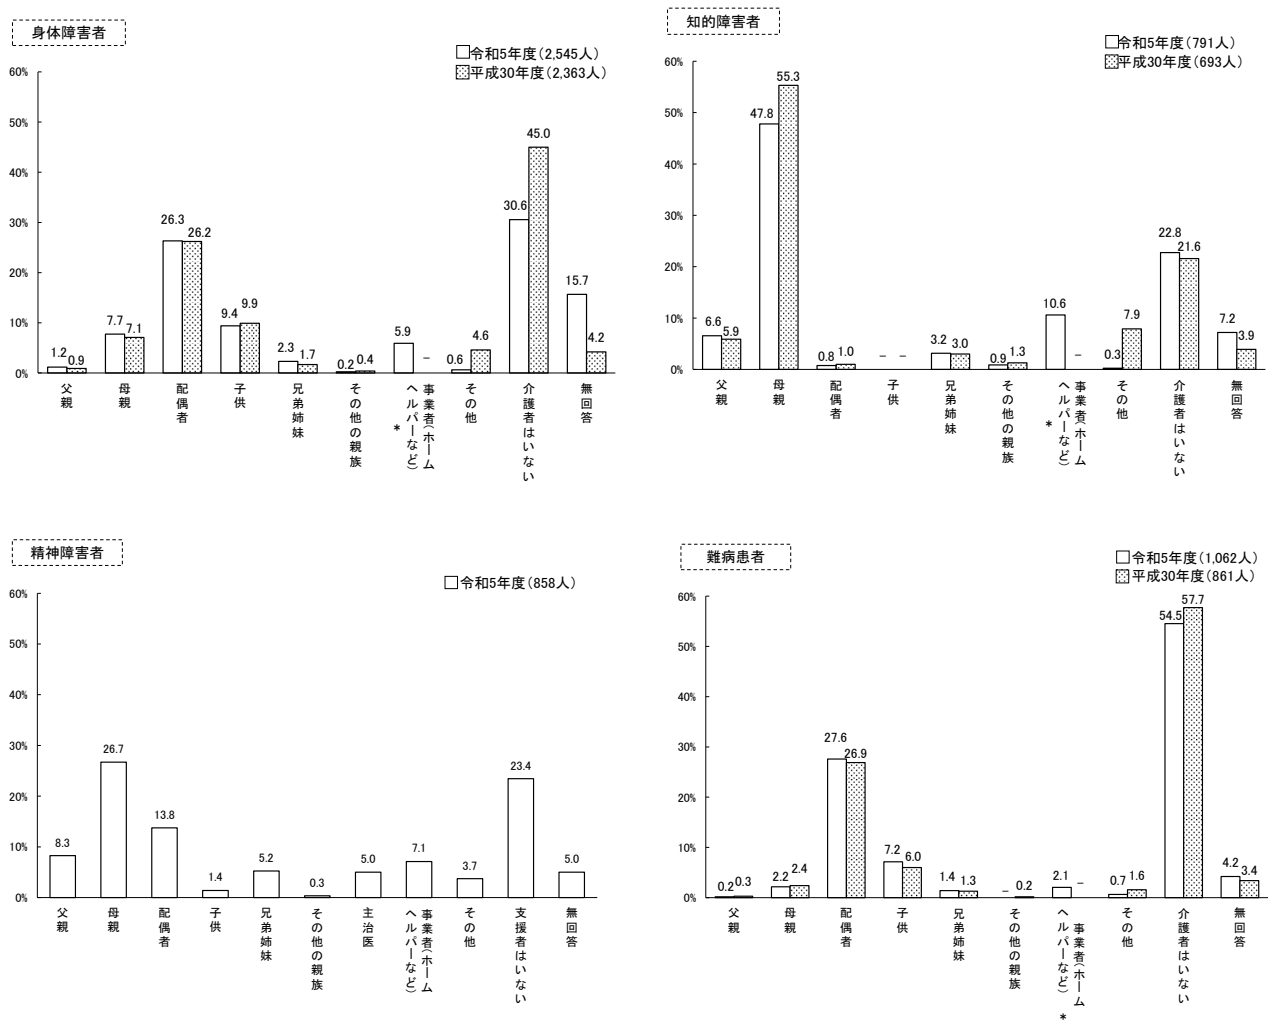 身体障害者
令和5年度(2,545人)
平成30年度(2,363人)
60%
50%
40%
30%
20%
10%
0%
1.2
0.9
7.7
7.1
26.3
26.2
9.4
9.9
2.3
1.7
0.2
0.4
5.9
–
0.6
4.6
30.6
45.0
15.7
4.2
父親
母親
配偶者
子供
兄弟姉妹
その他の親族
事業者(ホーム
ヘルパーなど)
*
その他
介護者はいない
無回答
知的障害者
令和5年度(791人)
平成30年度(693人)
60%
50%
40%
30%
20%
10%
0%
6.6
5.9
47.8
55.3
0.8
1.0
–
–
3.2
3.0
0.9
1.3
10.6
–
0.3
7.9
22.8
21.6
7.2
3.9
父親
母親
配偶者
子供
兄弟姉妹
その他の親族
事業者(ホーム
ヘルパーなど)
*
その他
介護者はいない
無回答
精神障害者
令和5年度(858人)
60%
50%
40%
30%
20%
10%
0%
8.3
26.7
13.8
1.4
5.2
0.3
5.0
7.1
3.7
23.4
5.0
父親
母親
配偶者
子供
兄弟姉妹
その他の親族
主治医
事業者(ホーム
ヘルパーなど)
その他
支援者はいない
無回答
難病患者
令和5年度(1,062人)
平成30年度(861人)
60%
50%
40%
30%
20%
10%
0%
0.2
0.3
2.2
2.4
27.6
26.9
7.2
6.0
1.4
1.3
–
0.2
2.1
–
0.7
1.6
54.5
57.7
4.2
3.4
父親
母親
配偶者
子供
兄弟姉妹
その他の親族
事業者(ホーム
ヘルパーなど)
*
その他
介護者はいない
無回答